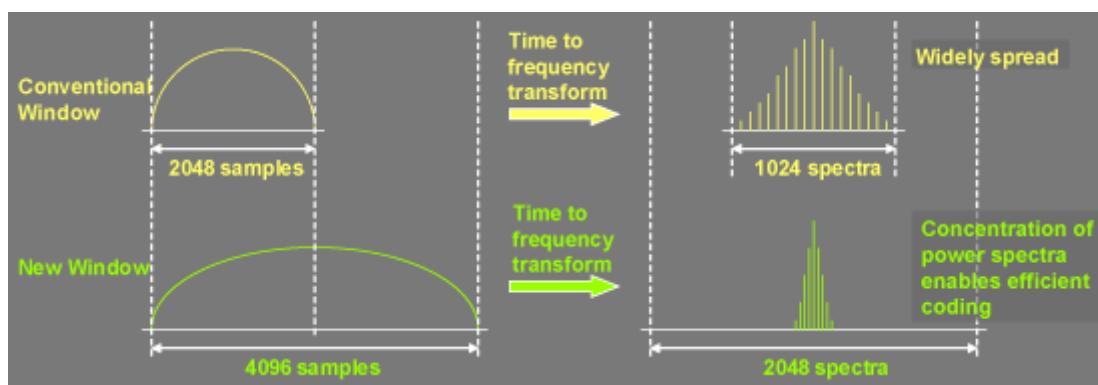 Conventional
Window
2048 samples
Time to
frequency
transform
Widely spread
1024 spectra
New Window
4096 samples
Time to
frequency
transform
Concentration of
power spectra
enables efficient
coding
2048 spectra